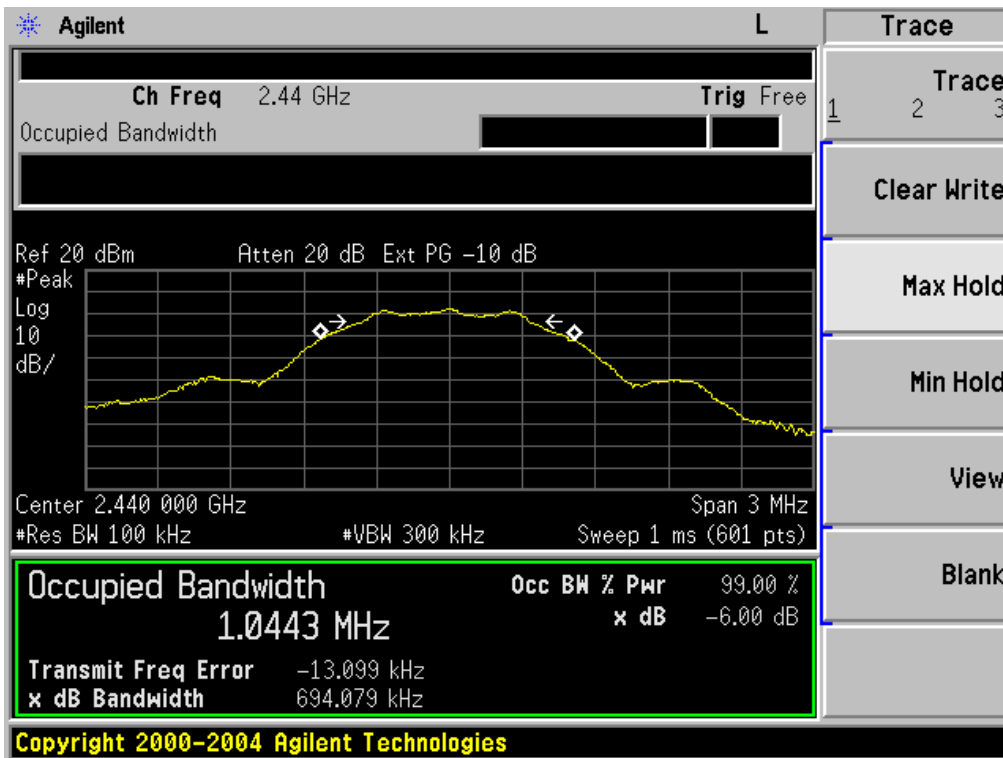 Agilent L Trace
Ch Freq 2.44 GHz Trig Free
Occupied Bandwidth
Trace
1 2 3
Clear Write
Max Hold
Min Hold
View
Blank
Ref 20 dBm Atten 20 dB Ext PG -10 dB
#Peak
Log
10
dB/
Center 2.440 000 GHz Span 3 MHz
#Res BW 100 kHz #VBW 300 kHz Sweep 1 ms (601 pts)
Occupied Bandwidth Occ BW % Pwr 99.00 %
1.0443 MHz x dB -6.00 dB
Transmit Freq Error -13.099 kHz
x dB Bandwidth 694.079 kHz
Copyright 2000-2004 Agilent Technologies